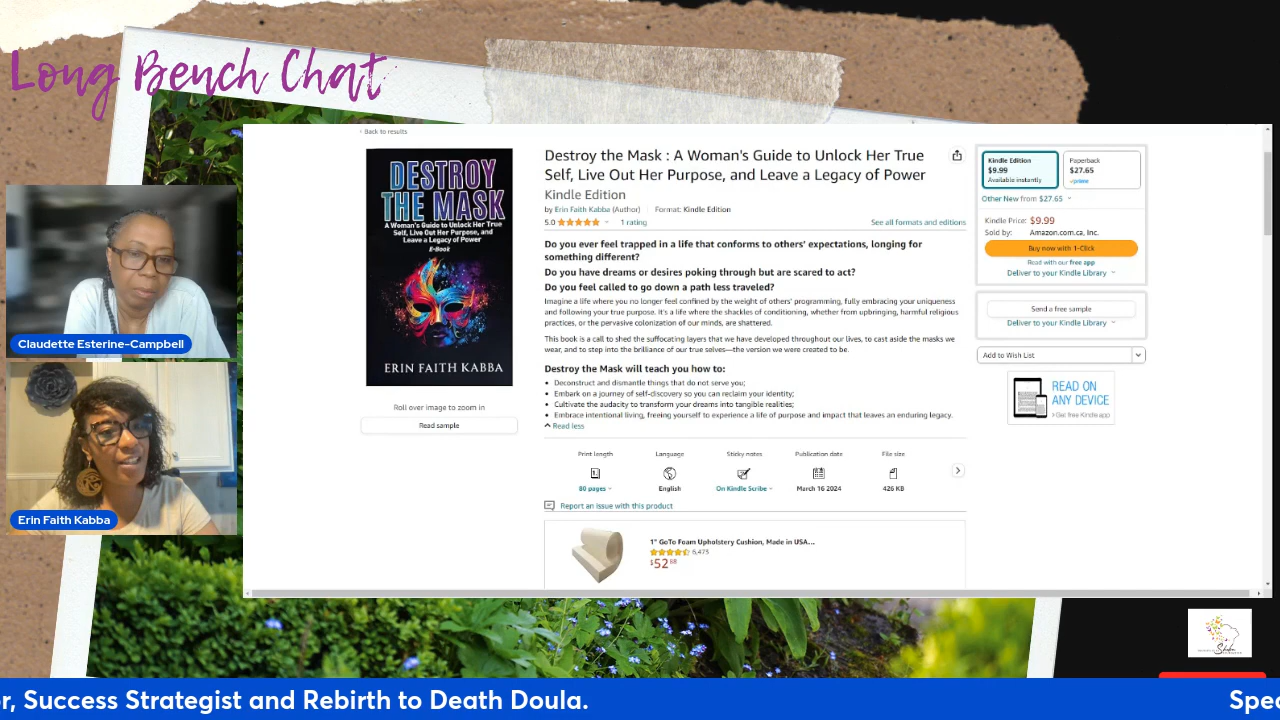 Long Bench Chat
‹ Back to results
DESTROY
THE MASK
A Woman's Guide to Unlock Her True
Self, Live Out Her Purpose, and
Leave a Legacy of Power
E-Book
ERIN FAITH KABBA
Roll over image to zoom in
Read sample
Destroy the Mask : A Woman's Guide to Unlock Her True
Self, Live Out Her Purpose, and Leave a Legacy of Power
Kindle Edition
by Erin Faith Kabba (Author) Format: Kindle Edition
5.0 1 rating
See all formats and editions
Do you ever feel trapped in a life that conforms to others' expectations, longing for
something different?
Do you have dreams or desires poking through but are scared to act?
Do you feel called to go down a path less traveled?
Imagine a life where you no longer feel confined by the weight of others' programming, fully embracing your uniqueness
and following your true purpose. It's a life where the shackles of conditioning, whether from upbringing, harmful religious
practices, or the pervasive colonization of our minds, are shattered.
This book is a call to shed the suffocating layers that we have developed throughout our lives, to cast aside the masks we
wear, and to step into the brilliance of our true selves—the version we were created to be.
Destroy the Mask will teach you how to:
• Deconstruct and dismantle things that do not serve you;
• Embark on a journey of self-discovery so you can reclaim your identity;
• Cultivate the audacity to transform your dreams into tangible realities;
• Embrace intentional living, freeing yourself to experience a life of purpose and impact that leaves an enduring legacy.
Read less
Print length
80 pages
Language
English
Sticky notes
On Kindle Scribe
Publication date
March 16 2024
File size
426 KB
Report an issue with this product
1" GoTo Foam Upholstery Cushion, Made in USA...
6,473
$52 88
Kindle Edition
$9.99
Available instantly
Paperback
$27.65
prime
Other New from $27.65
Kindle Price: $9.99
Sold by: Amazon.com.ca, Inc.
Buy now with 1-Click
Read with our free app
Deliver to your Kindle Library
Send a free sample
Deliver to your Kindle Library
Add to Wish List
READ ON
ANY DEVICE
› Get free Kindle app
Claudette Esterine-Campbell
Erin Faith Kabba
r, Success Strategist and Rebirth to Death Doula.
Spec